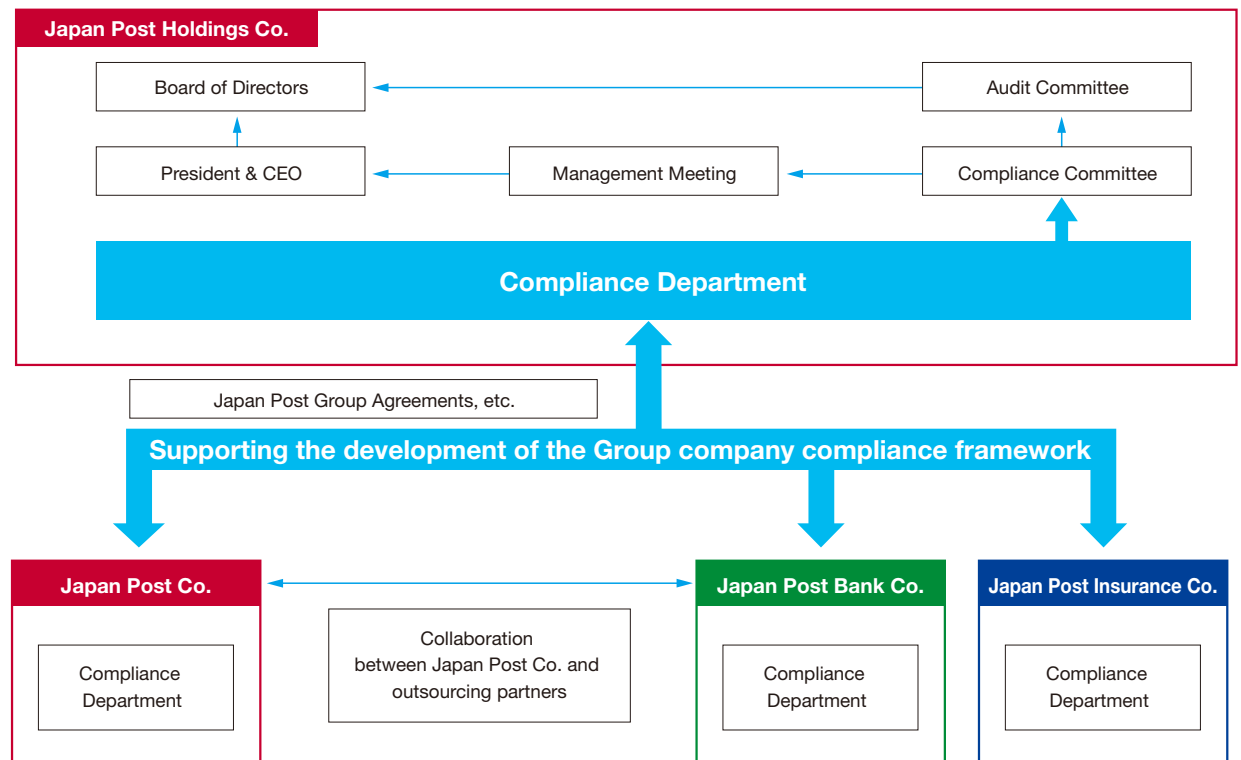 Japan Post Holdings Co.
Board of Directors
Audit Committee
President & CEO
Management Meeting
Compliance Committee
Compliance Department
Japan Post Group Agreements, etc.
Supporting the development of the Group company compliance framework
Japan Post Co.
Japan Post Bank Co.
Japan Post Insurance Co.
Collaboration
between Japan Post Co. and
outsourcing partners
Compliance
Department
Compliance
Department
Compliance
Department